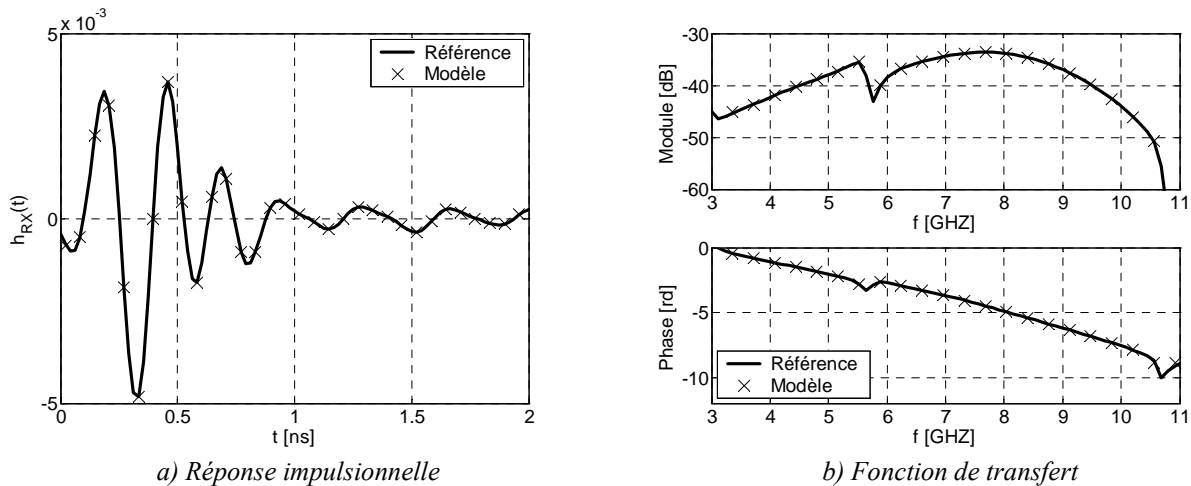 x 10-3
5
0
-5
hRX(t)
0 0.5 1 1.5 2
t [ns]
Référence
Modèle
a) Réponse impulsionnelle
-30
-40
-50
-60
Module [dB]
3 4 5 6 7 8 9 10 11
f [GHZ]
0
-5
-10
Phase [rd]
Référence
Modèle
3 4 5 6 7 8 9 10 11
f [GHZ]
b) Fonction de transfert